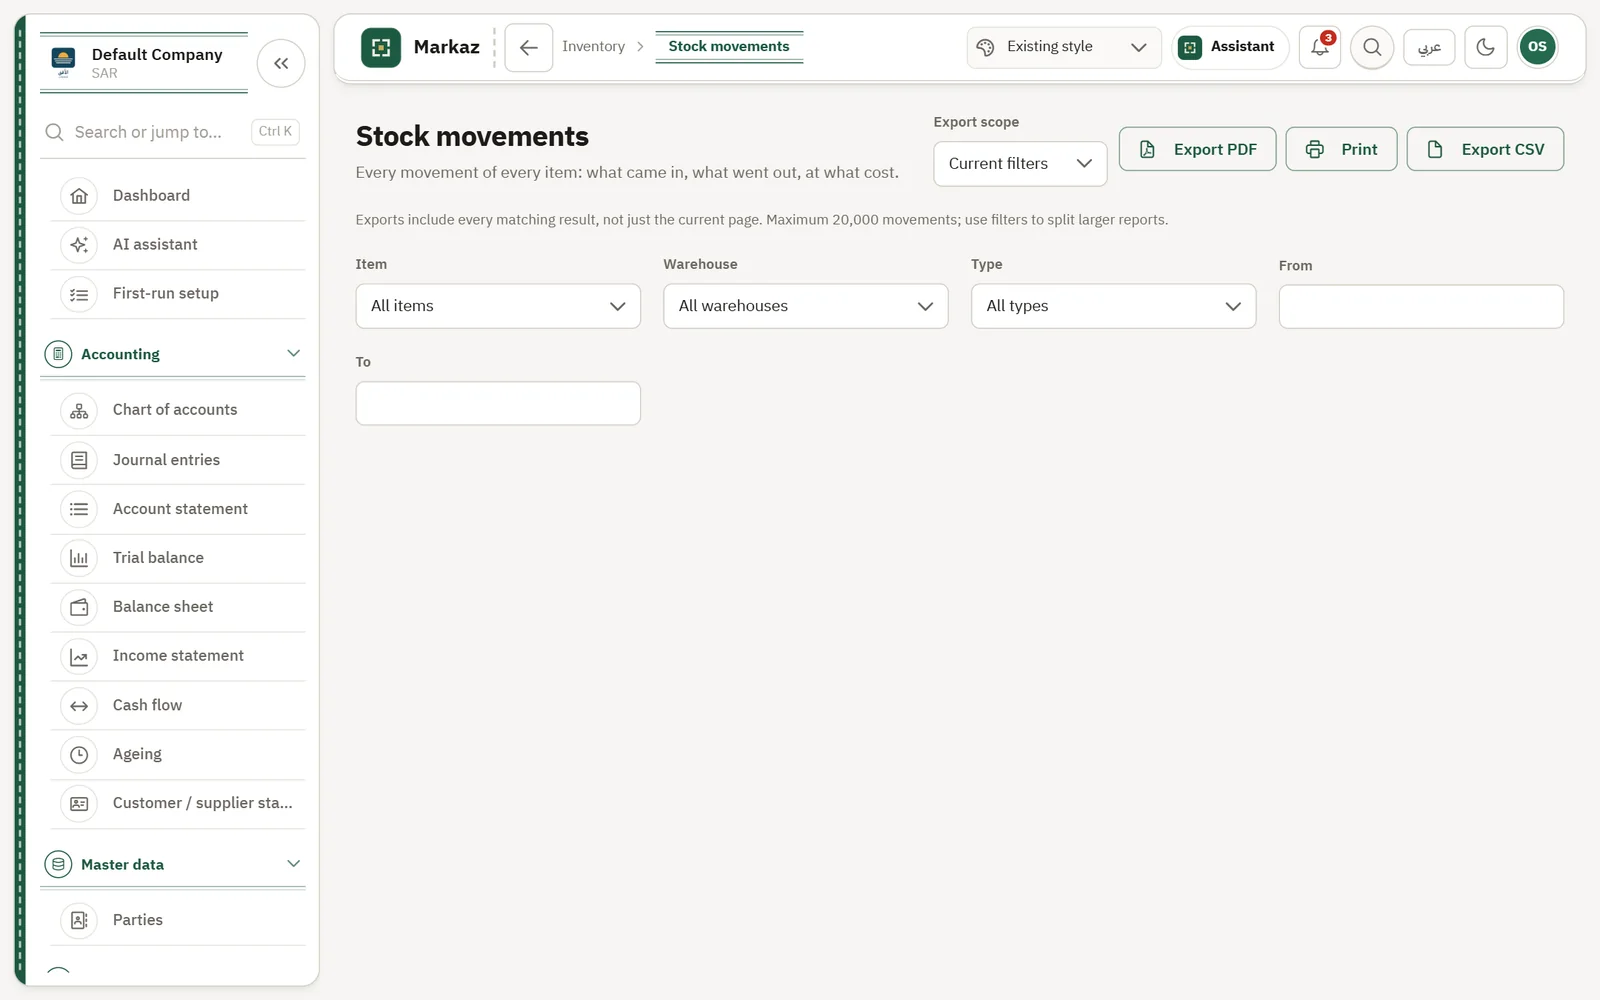 Default Company
SAR
Search or jump to...
Ctrl K
Dashboard
AI assistant
First-run setup
Accounting
Chart of accounts
Journal entries
Account statement
Trial balance
Balance sheet
Income statement
Cash flow
Ageing
Customer / supplier sta...
Master data
Parties
Markaz
Inventory
Stock movements
Existing style
Assistant
3
عربي
OS
Stock movements
Every movement of every item: what came in, what went out, at what cost.
Export scope
Current filters
Export PDF
Print
Export CSV
Exports include every matching result, not just the current page. Maximum 20,000 movements; use filters to split larger reports.
Item
All items
Warehouse
All warehouses
Type
All types
From
To